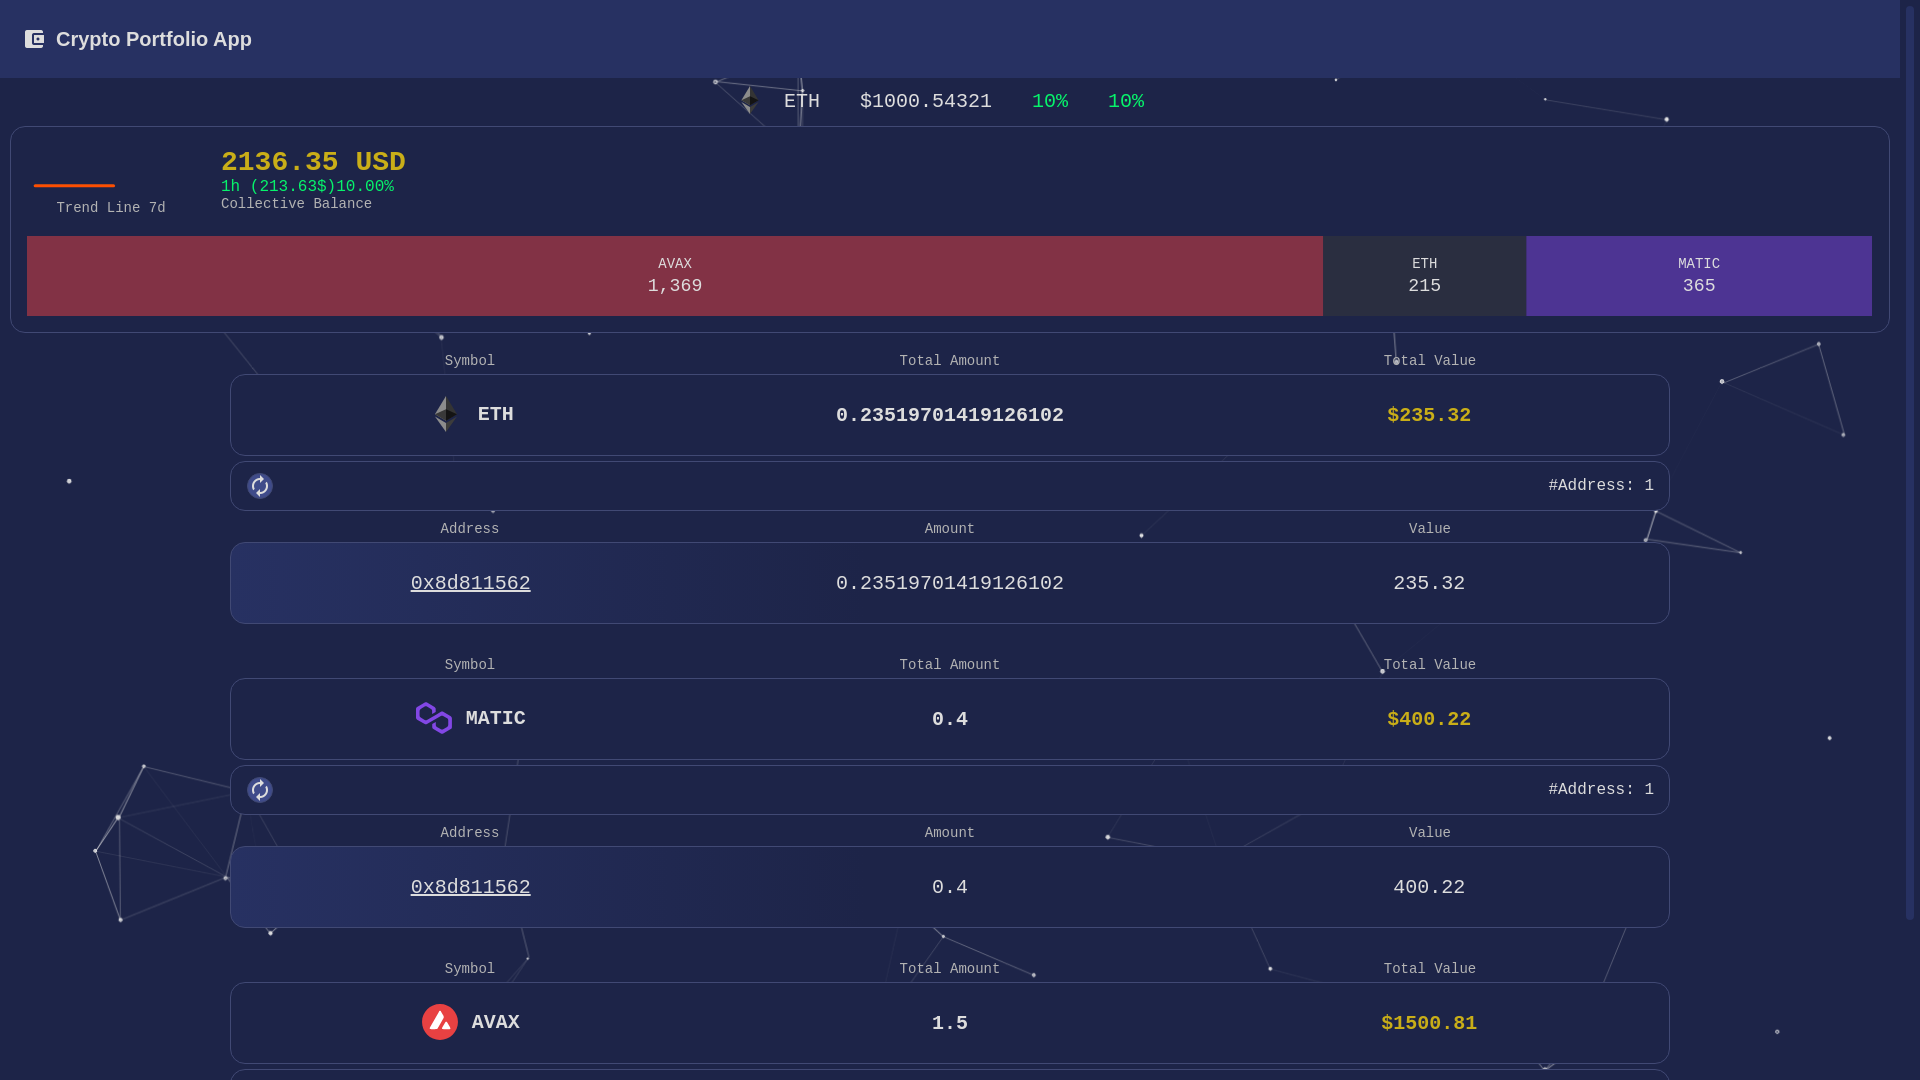 Crypto Portfolio App
ETH $1000.54321 10% 10%
2136.35 USD
1h (213.63$)10.00%
Collective Balance
Trend Line 7d
AVAX ETH MATIC
1,369 215 365
Symbol Total Amount Total Value
ETH 0.23519701419126102 $235.32
#Address: 1
Address Amount Value
0x8d811562 0.23519701419126102 235.32
Symbol Total Amount Total Value
MATIC 0.4 $400.22
#Address: 1
Address Amount Value
0x8d811562 0.4 400.22
Symbol Total Amount Total Value
AVAX 1.5 $1500.81